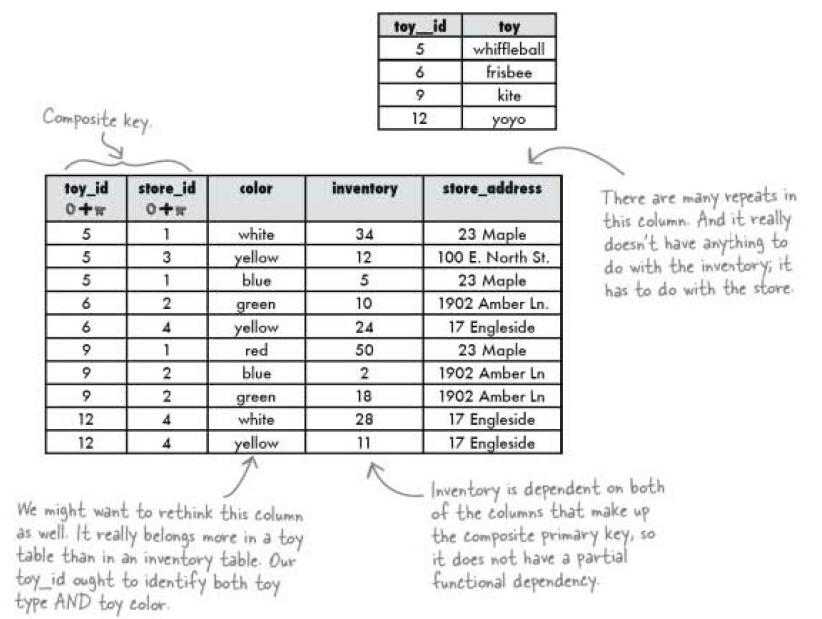 toy_id toy
5 whiffleball
6 frisbee
9 kite
12 yoyo
Composite key.
toy_id store_id color inventory store_address
5 1 white 34 23 Maple
5 3 yellow 12 100 E. North St.
5 1 blue 5 23 Maple
6 2 green 10 1902 Amber Ln.
6 4 yellow 24 17 Engleside
9 1 red 50 23 Maple
9 2 blue 2 1902 Amber Ln
9 2 green 18 1902 Amber Ln
12 4 white 28 17 Engleside
12 4 yellow 11 17 Engleside
There are many repeats in
this column. And it really
doesn't have anything to
do with the inventory; it
has to do with the store.
We might want to rethink this column
as well. It really belongs more in a toy
table than in an inventory table. Our
toy_id ought to identify both toy
type AND toy color.
Inventory is dependent on both
of the columns that make up
the composite primary key, so
it does not have a partial
functional dependency.